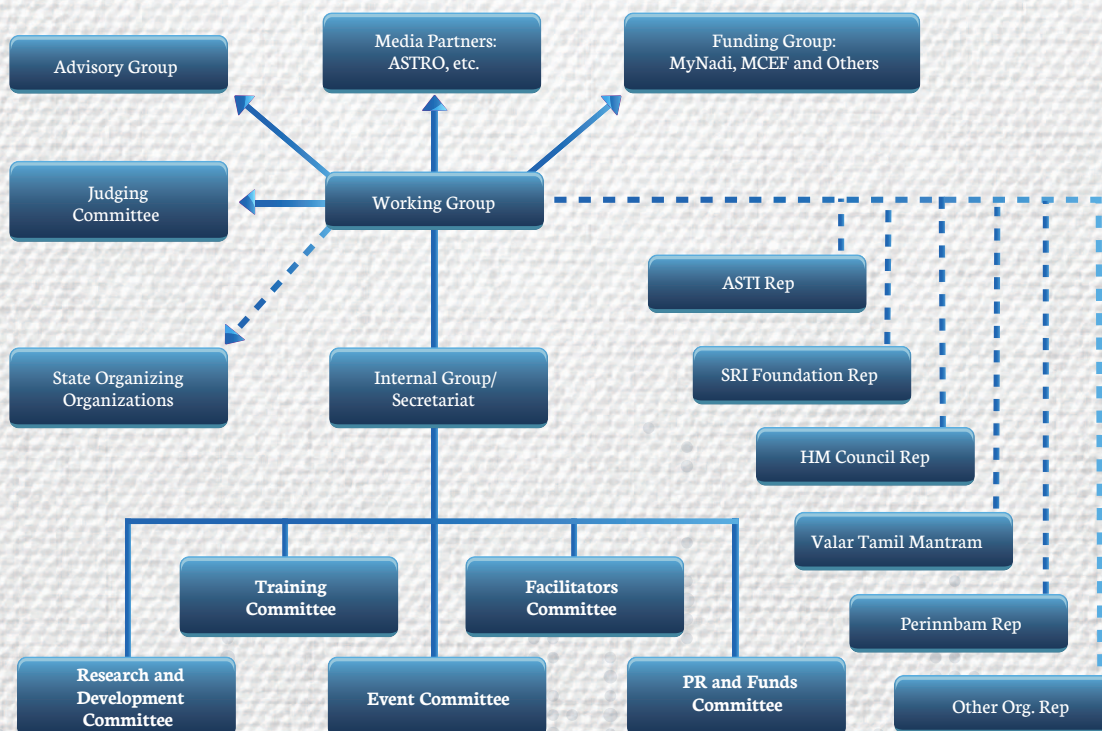 Advisory Group
Media Partners:
ASTRO, etc.
Funding Group:
MyNadi, MCEF and Others
Judging
Committee
Working Group
ASTI Rep
State Organizing
Organizations
Internal Group/
Secretariat
SRI Foundation Rep
HM Council Rep
Valar Tamil Mantram
Training
Committee
Facilitators
Committee
Perinnbam Rep
Research and
Development
Committee
Event Committee
PR and Funds
Committee
Other Org. Rep